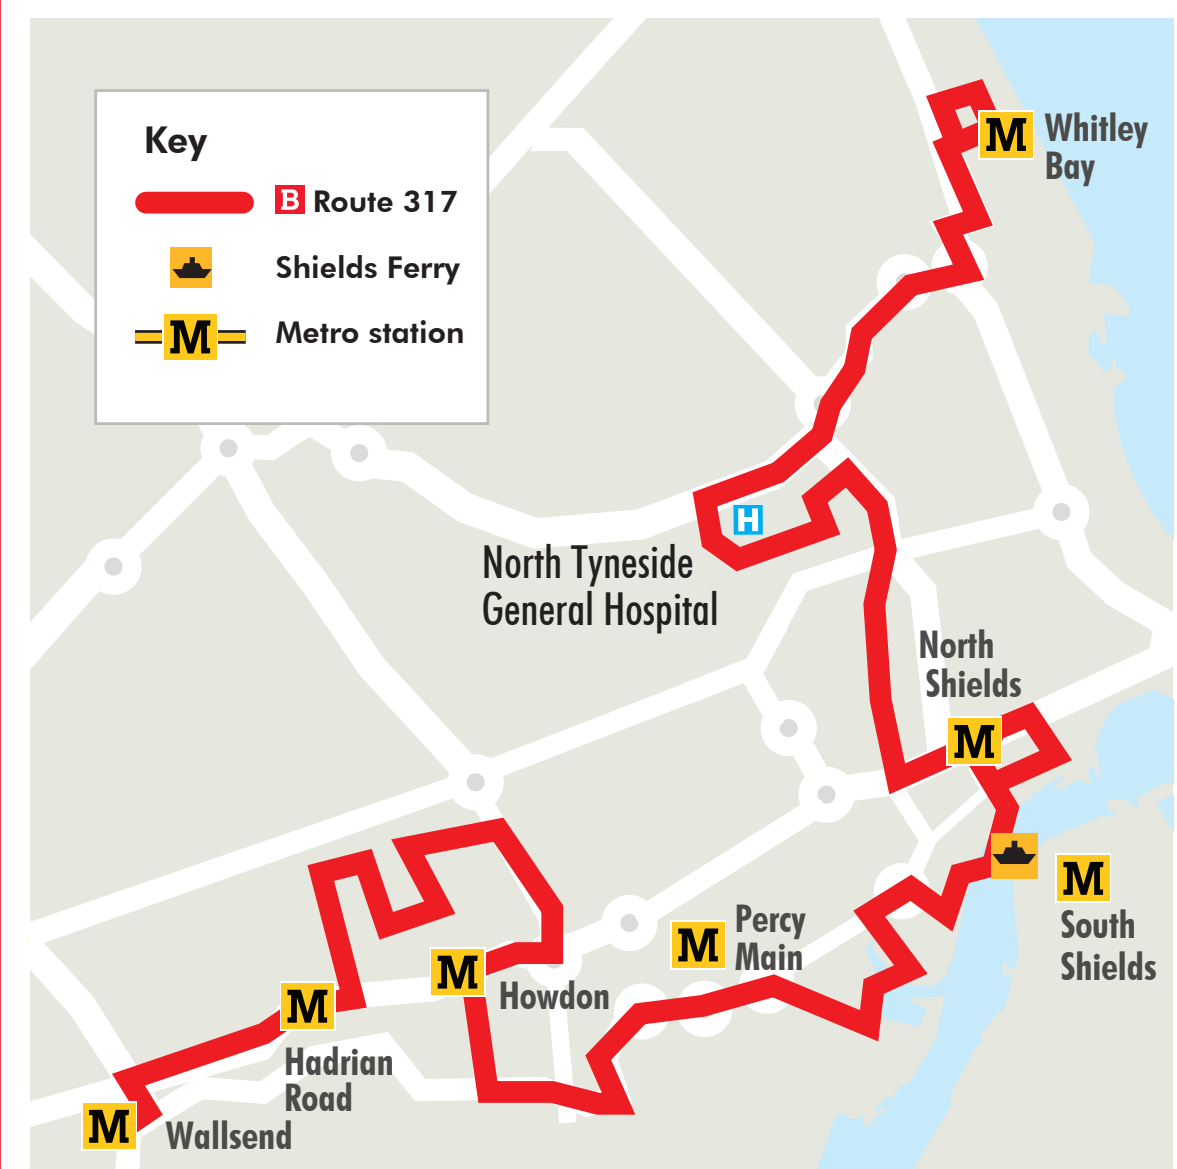 Key
B Route 317
Shields Ferry
M Metro station
M Whitley
Bay
H
North Tyneside
General Hospital
North
Shields
M
M
South
Shields
M Percy
Main
M
Howdon
M
Hadrian
Road
M Wallsend